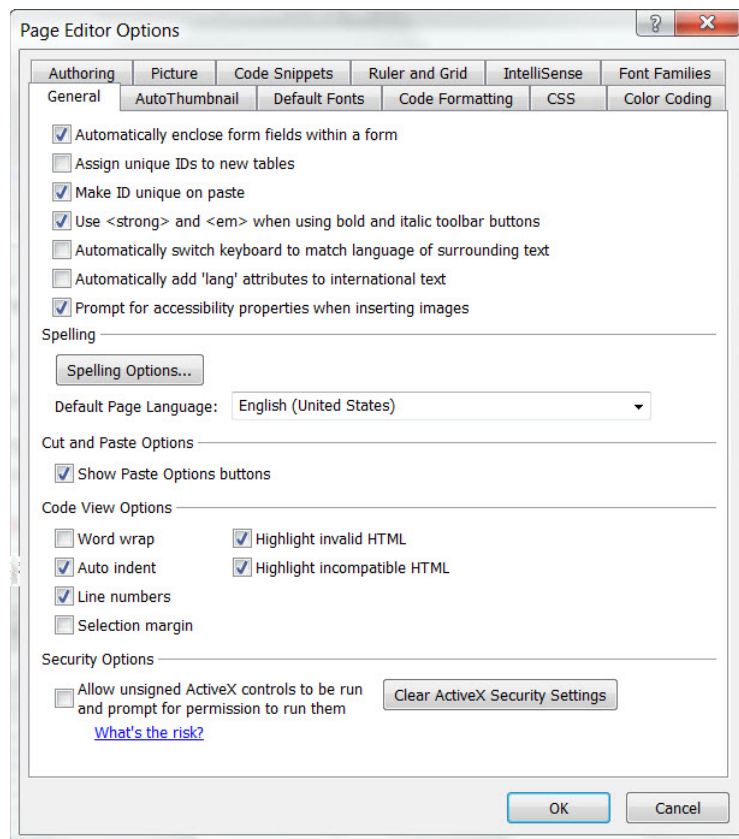 Page Editor Options
Authoring Picture Code Snippets Ruler and Grid IntelliSense Font Families
General AutoThumbnail Default Fonts Code Formatting CSS Color Coding
Automatically enclose form fields within a form
Assign unique IDs to new tables
Make ID unique on paste
Use <strong> and <em> when using bold and italic toolbar buttons
Automatically switch keyboard to match language of surrounding text
Automatically add 'lang' attributes to international text
Prompt for accessibility properties when inserting images
Spelling
Spelling Options...
Default Page Language: English (United States)
Cut and Paste Options
Show Paste Options buttons
Code View Options
Word wrap Highlight invalid HTML
Auto indent Highlight incompatible HTML
Line numbers
Selection margin
Security Options
Allow unsigned ActiveX controls to be run
and prompt for permission to run them
Clear ActiveX Security Settings
What's the risk?
OK Cancel